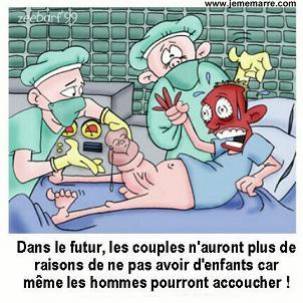 www.jememarre.com
zeeburf '99
Dans le futur, les couples n'auront plus de
raisons de ne pas avoir d'enfants car
même les hommes pourront accoucher !